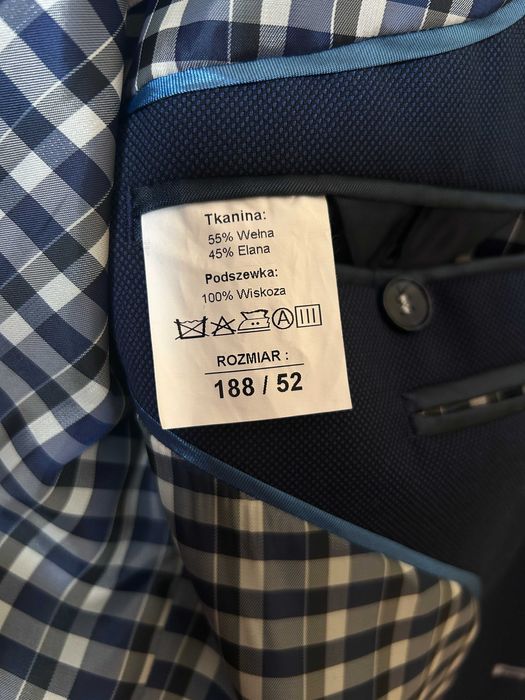 Tkanina:
55% Wełna
45% Elana
Podszewka:
100% Wiskoza
A
ROZMIAR :
188 / 52